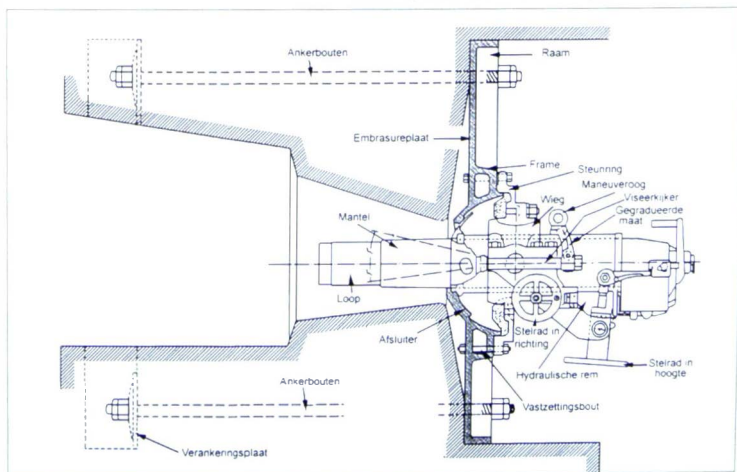 Ankerbouten
Raam
Embrasureplaat
Frame
Steunring
Maneuveroog
Wieg
Viseerkijker
Gegradueerde
maat
Mantel
Loop
Afsluiter
Stelrad in
richting
Stelrad in
hoogte
Hydraulische rem
Ankerbouten
Vastzettingsbout
Verankeringsplaat